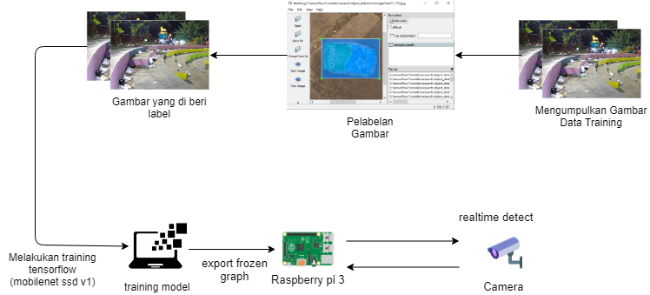 Gambar yang di beri
label
Pelabelan
Gambar
Mengumpulkan Gambar
Data Training
Melakukan training
tensorflow
(mobilenet ssd v1)
training model
export frozen
graph
Raspberry pi 3
realtime detect
Camera